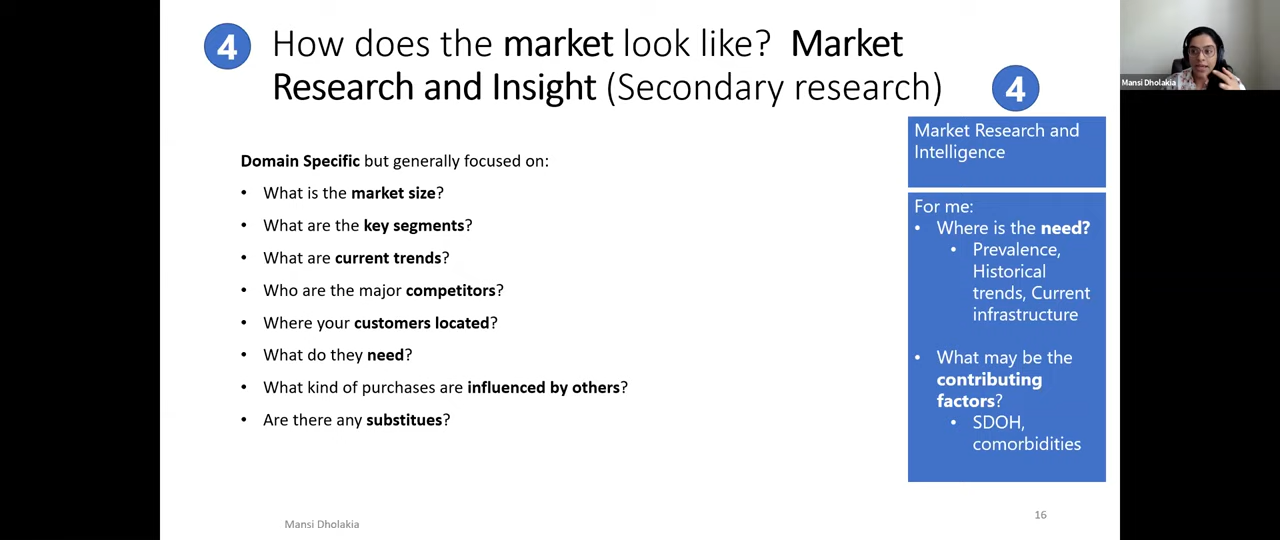 4
How does the market look like? Market
Research and Insight (Secondary research)
Domain Specific but generally focused on:
• What is the market size?
• What are the key segments?
• What are current trends?
• Who are the major competitors?
• Where your customers located?
• What do they need?
• What kind of purchases are influenced by others?
• Are there any substitues?
4
Market Research and
Intelligence
For me:
• Where is the need?
• Prevalence,
Historical
trends, Current
infrastructure
• What may be the
contributing
factors?
• SDOH,
comorbidities
Mansi Dholakia
16
Mansi Dholakia